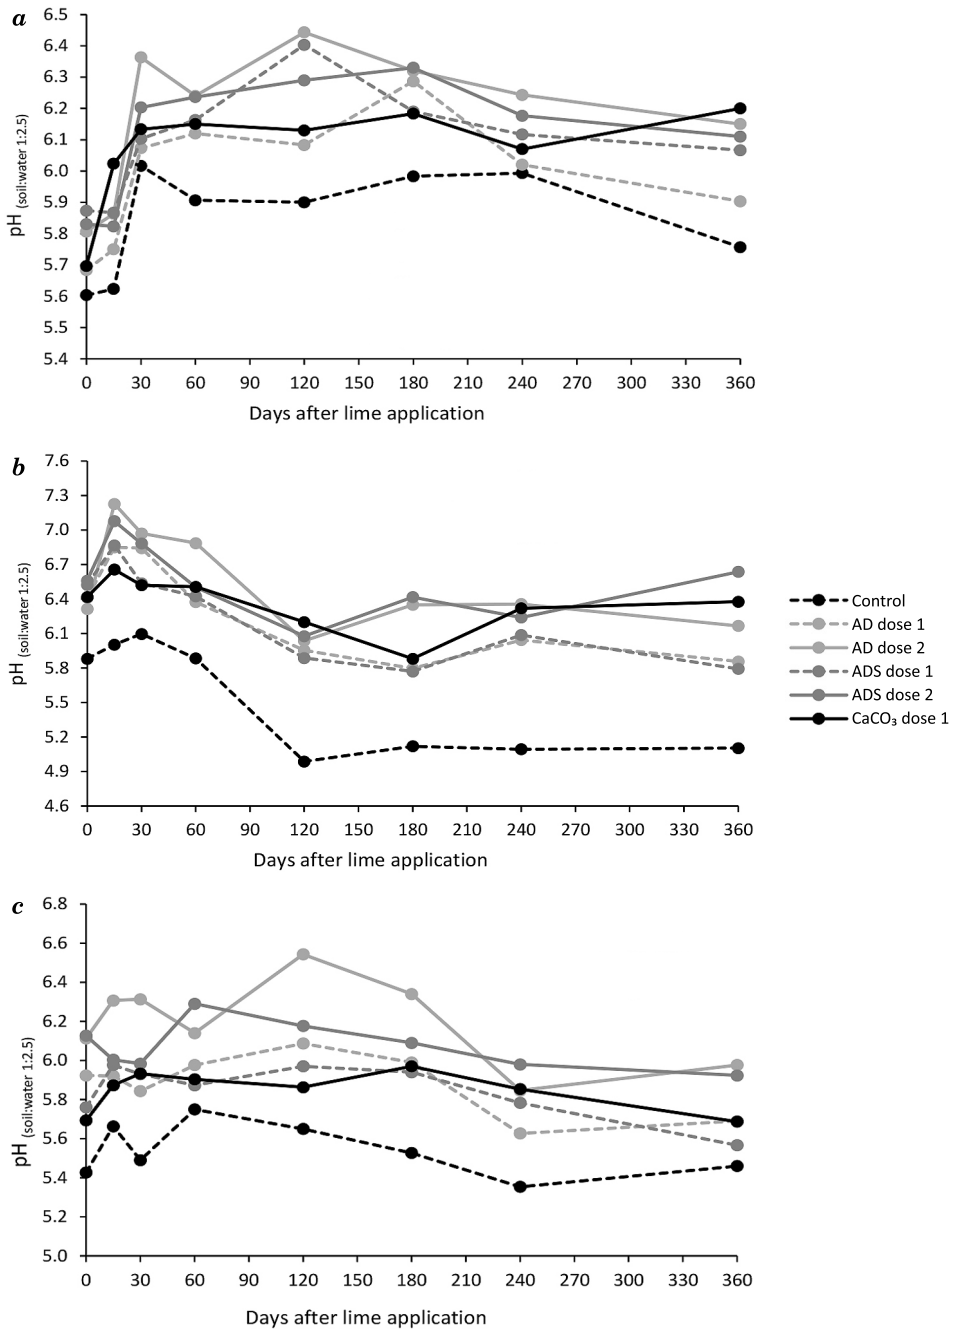 a
6.5
6.4
6.3
6.2
6.1
6.0
5.9
5.8
5.7
5.6
5.5
5.4
pH (soil:water 1:2.5)
0 30 60 90 120 150 180 210 240 270 300 330 360
Days after lime application
b
7.6
7.3
7.0
6.7
6.4
6.1
5.8
5.5
5.2
4.9
4.6
pH (soil:water 1:2.5)
0 30 60 90 120 150 180 210 240 270 300 330 360
Days after lime application
Control
AD dose 1
AD dose 2
ADS dose 1
ADS dose 2
CaCO₃ dose 1
c
6.8
6.6
6.4
6.2
6.0
5.8
5.6
5.4
5.2
5.0
pH (soil:water 1:2.5)
0 30 60 90 120 150 180 210 240 270 300 330 360
Days after lime application